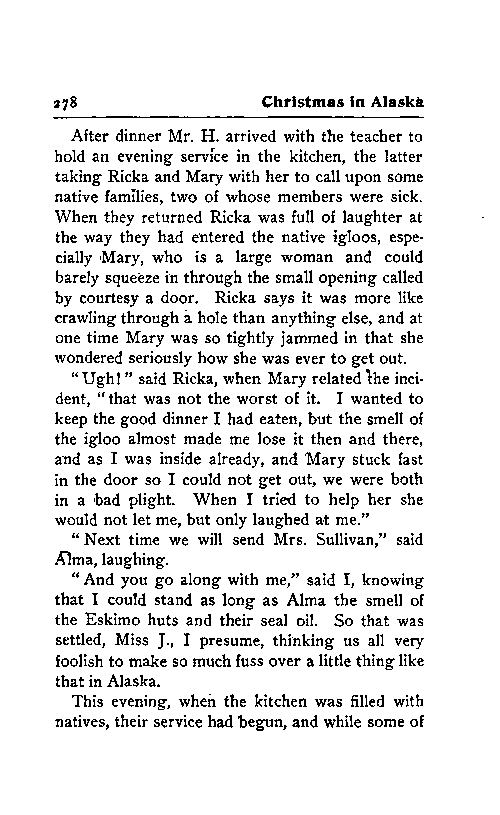 278 Christmas in Alaska
After dinner Mr. H. arrived with the teacher to
hold an evening service in the kitchen, the latter
taking Ricka and Mary with her to call upon some
native families, two of whose members were sick.
When they returned Ricka was full of laughter at
the way they had entered the native igloos, espe-
cially Mary, who is a large woman and could
barely squeeze in through the small opening called
by courtesy a door. Ricka says it was more like
crawling through a hole than anything else, and at
one time Mary was so tightly jammed in that she
wondered seriously how she was ever to get out.
"Ugh!" said Ricka, when Mary related the inci-
dent, "that was not the worst of it. I wanted to
keep the good dinner I had eaten, but the smell of
the igloo almost made me lose it then and there,
and as I was inside already, and Mary stuck fast
in the door so I could not get out, we were both
in a bad plight. When I tried to help her she
would not let me, but only laughed at me."
"Next time we will send Mrs. Sullivan," said
Alma, laughing.
"And you go along with me," said I, knowing
that I could stand as long as Alma the smell of
the Eskimo huts and their seal oil. So that was
settled, Miss J., I presume, thinking us all very
foolish to make so much fuss over a little thing like
that in Alaska.
This evening, when the kitchen was filled with
natives, their service had begun, and while some of